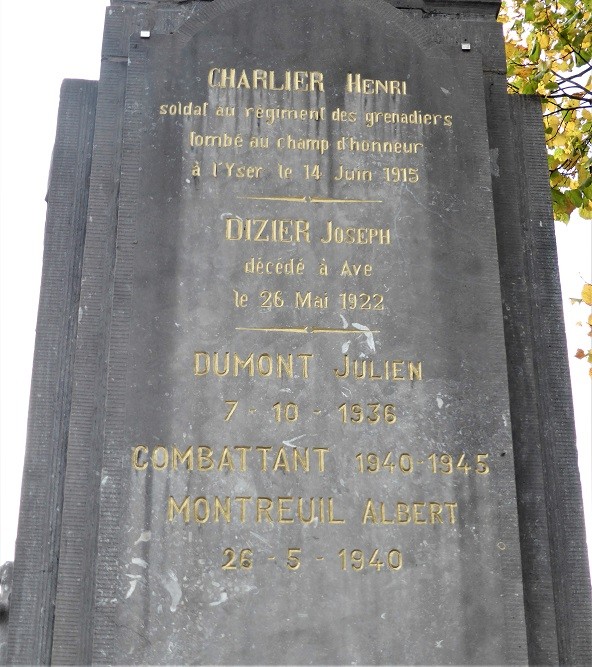 CHARLIER HENRI
soldat au régiment des grenadiers
tombé au champ d'honneur
à l'Yser le 14 Juin 1915
DIZIER JOSEPH
décédé à Ave
le 26 Mai 1922
DUMONT JULIEN
7 - 10 - 1936
COMBATTANT 1940-1945
MONTREUIL ALBERT
26 - 5 - 1940